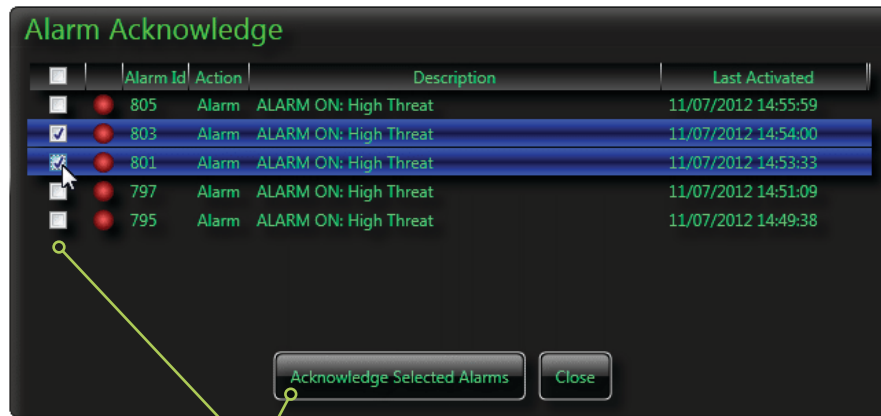 Alarm Acknowledge
Alarm Id Action Description Last Activated
805 Alarm ALARM ON: High Threat 11/07/2012 14:55:59
803 Alarm ALARM ON: High Threat 11/07/2012 14:54:00
801 Alarm ALARM ON: High Threat 11/07/2012 14:53:33
797 Alarm ALARM ON: High Threat 11/07/2012 14:51:09
795 Alarm ALARM ON: High Threat 11/07/2012 14:49:38
Acknowledge Selected Alarms Close